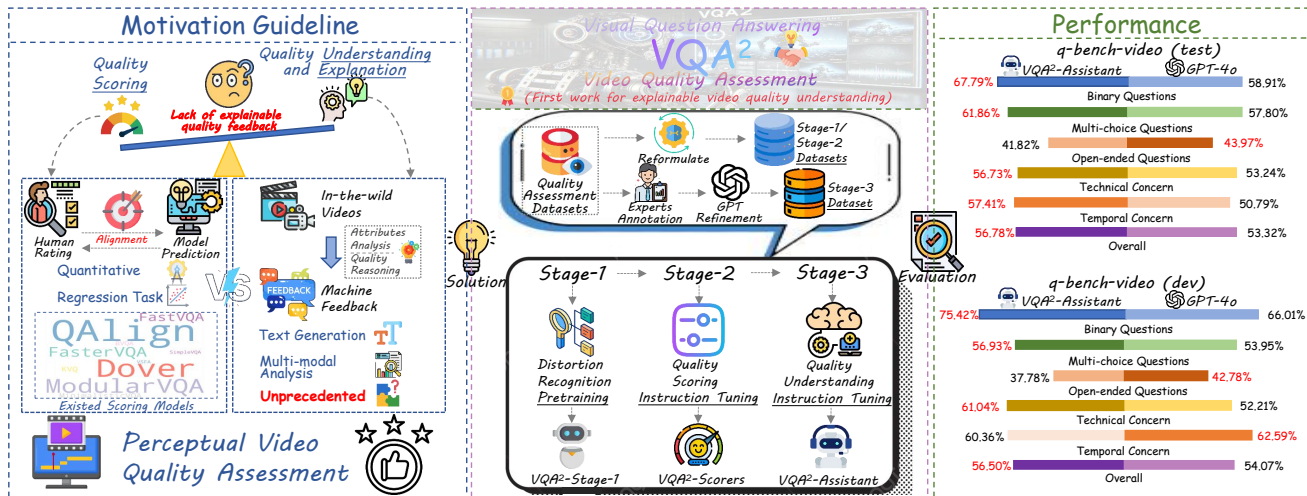 Motivation Guideline
Quality
Scoring
Quality Understanding
and Explanation
Lack of explainable
quality feedback
Human
Rating
Alignment
Model
Prediction
Quantitative
Regression Task
VS
FastVQA
QAlign
FasterVQA
SimpleVQA
Dover
ModularVQA
Existed Scoring Models
In-the-wild
Videos
Attributes
Analysis
Quality
Reasoning
FEEDBACK
Machine
Feedback
Text Generation
TT
Multi-modal
Analysis
Unprecedented
Perceptual Video
Quality Assessment
Solution
VQA2
Visual Question Answering
VQA²
Video Quality Assessment
(First work for explainable video quality understanding)
Quality
Assessment
Datasets
Reformulate
Stage-1/
Stage-2
Datasets
Experts
Annotation
GPT
Refinement
Stage-3
Dataset
Stage-1
Stage-2
Stage-3
Distortion
Recognition
Pretraining
Quality
Scoring
Instruction Tuning
Quality
Understanding
Instruction Tuning
VQA²-Stage-1
VQA²-Scorers
VQA²-Assistant
Evaluation
Performance
q-bench-video (test)
VQA²-Assistant
GPT-4o
67.79%
58.91%
Binary Questions
61.86%
57.80%
Multi-choice Questions
41.82%
43.97%
Open-ended Questions
56.73%
53.24%
Technical Concern
57.41%
50.79%
Temporal Concern
56.78%
53.32%
Overall
q-bench-video (dev)
VQA²-Assistant
GPT-4o
75.42%
66.01%
Binary Questions
56.93%
53.95%
Multi-choice Questions
37.78%
42.78%
Open-ended Questions
61.04%
52.21%
Technical Concern
60.36%
62.59%
Temporal Concern
56.50%
54.07%
Overall